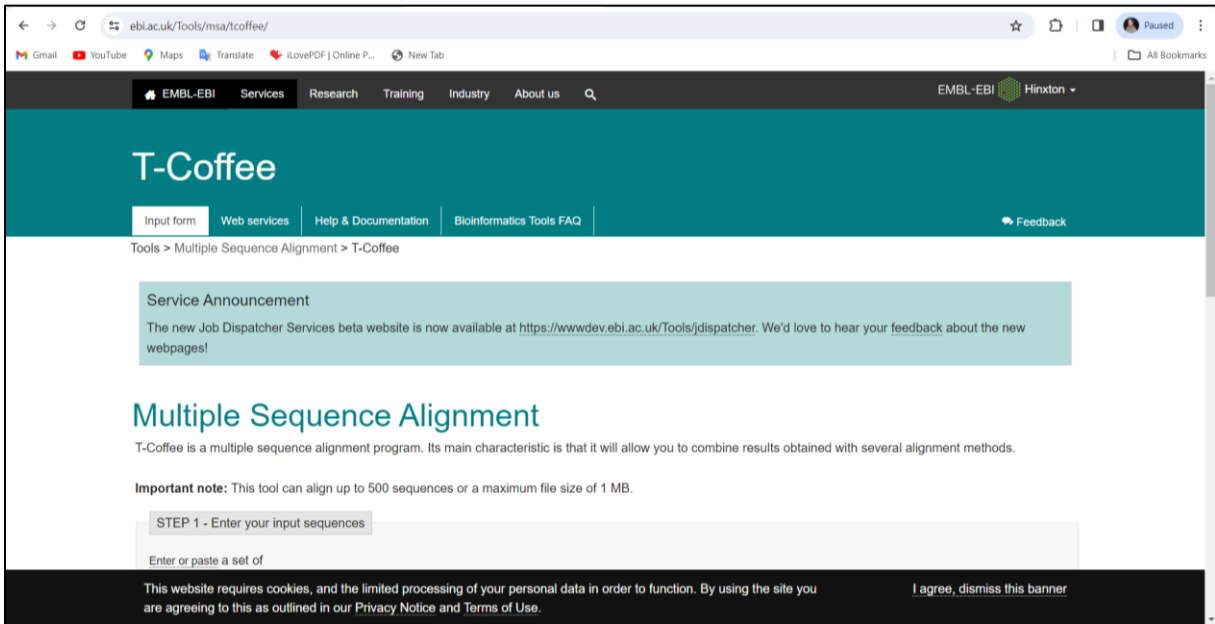 ebi.ac.uk/Tools/msa/tcoffee/
Paused
Gmail YouTube Maps Translate iLovePDF | Online P... New Tab All Bookmarks
EMBL-EBI Services Research Training Industry About us EMBL-EBI Hinxton
T-Coffee
Input form Web services Help & Documentation Bioinformatics Tools FAQ Feedback
Tools > Multiple Sequence Alignment > T-Coffee
Service Announcement
The new Job Dispatcher Services beta website is now available at https://wwwdev.ebi.ac.uk/Tools/jdispatcher. We'd love to hear your feedback about the new
webpages!
Multiple Sequence Alignment
T-Coffee is a multiple sequence alignment program. Its main characteristic is that it will allow you to combine results obtained with several alignment methods.
Important note: This tool can align up to 500 sequences or a maximum file size of 1 MB.
STEP 1 - Enter your input sequences
Enter or paste a set of
This website requires cookies, and the limited processing of your personal data in order to function. By using the site you
are agreeing to this as outlined in our Privacy Notice and Terms of Use.
I agree, dismiss this banner